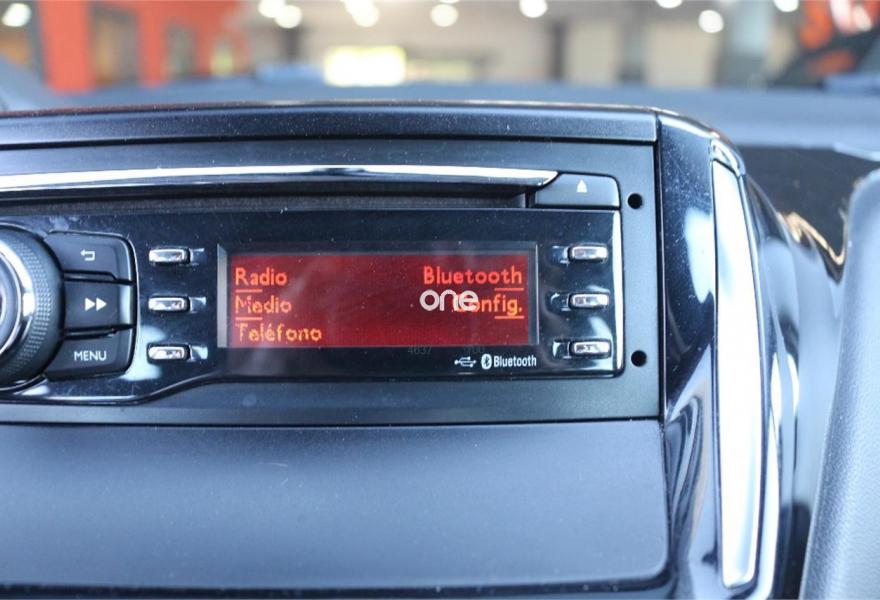 Radio Bluetooth
Medio Config.
Teléfono
one
MENU
Bluetooth